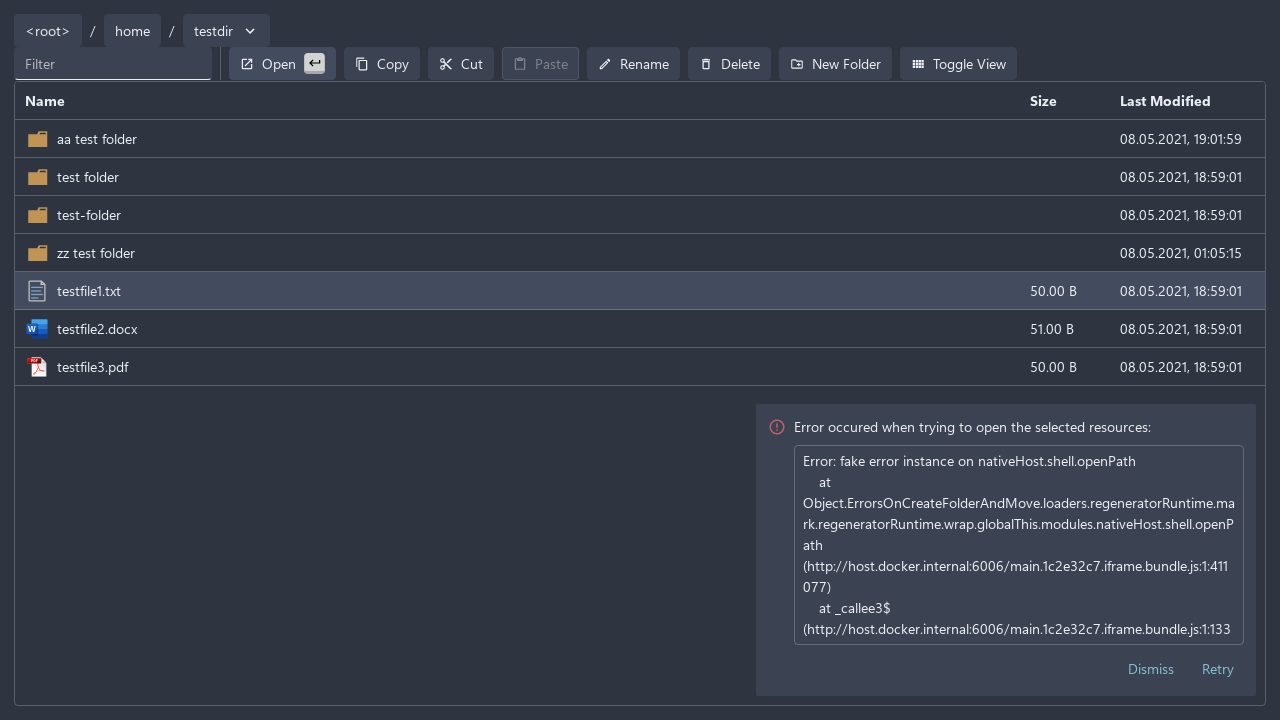 <root> / home / testdir
Filter Open Copy Cut Paste Rename Delete New Folder Toggle View
Name Size Last Modified
aa test folder 08.05.2021, 19:01:59
test folder 08.05.2021, 18:59:01
test-folder 08.05.2021, 18:59:01
zz test folder 08.05.2021, 01:05:15
testfile1.txt 50.00 B 08.05.2021, 18:59:01
W testfile2.docx 51.00 B 08.05.2021, 18:59:01
PDF testfile3.pdf 50.00 B 08.05.2021, 18:59:01
Error occured when trying to open the selected resources:
Error: fake error instance on nativeHost.shell.openPath
at
Object.ErrorsOnCreateFolderAndMove.loaders.regeneratorRuntime.ma
rk.regeneratorRuntime.wrap.globalThis.modules.nativeHost.shell.openP
ath
(http://host.docker.internal:6006/main.1c2e32c7.iframe.bundle.js:1:411
077)
at _callee3$
(http://host.docker.internal:6006/main.1c2e32c7.iframe.bundle.js:1:133
Dismiss Retry